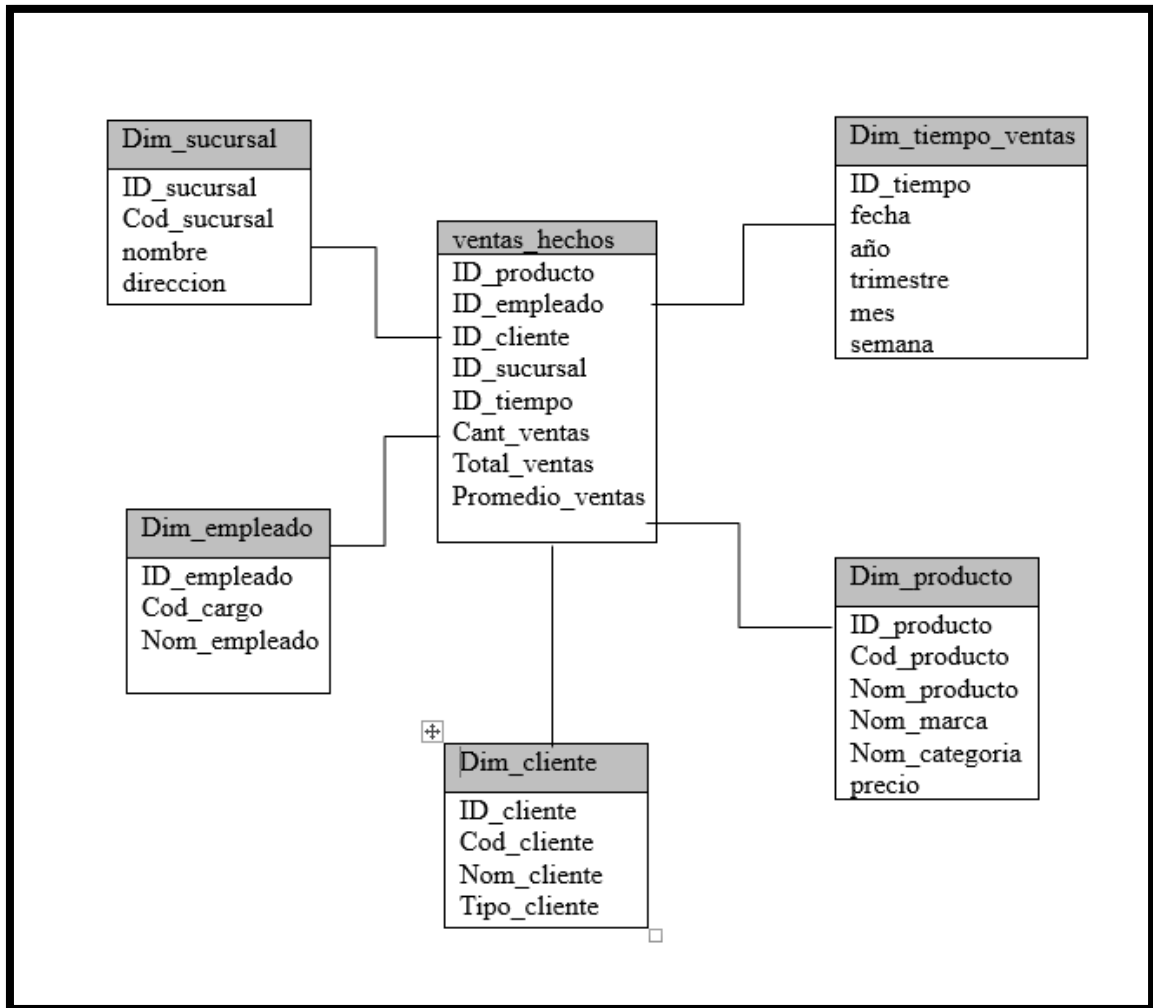 Dim_sucursal
ID_sucursal
Cod_sucursal
nombre
direccion
Dim_tiempo_ventas
ID_tiempo
fecha
año
trimestre
mes
semana
ventas_hechos
ID_producto
ID_empleado
ID_cliente
ID_sucursal
ID_tiempo
Cant_ventas
Total_ventas
Promedio_ventas
Dim_empleado
ID_empleado
Cod_cargo
Nom_empleado
Dim_producto
ID_producto
Cod_producto
Nom_producto
Nom_marca
Nom_categoria
precio
Dim_cliente
ID_cliente
Cod_cliente
Nom_cliente
Tipo_cliente